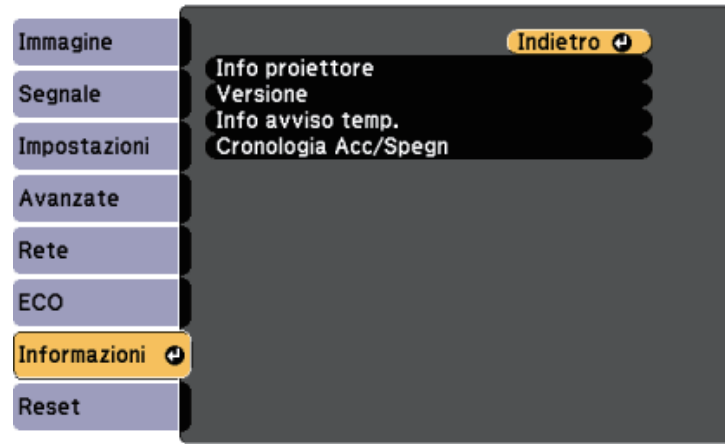 Immagine
Segnale
Impostazioni
Avanzate
Rete
ECO
Informazioni
Reset
Indietro
Info proiettore
Versione
Info avviso temp.
Cronologia Acc/Spegn